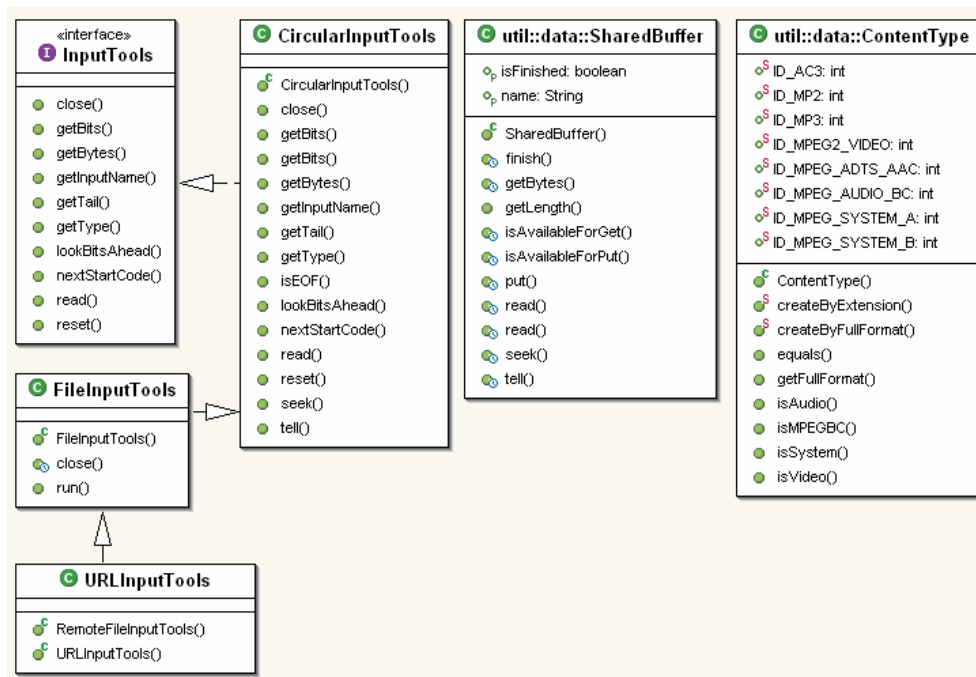 «interface»
InputTools
close()
getBits()
getBytes()
getInputName()
getTail()
getType()
lookBitsAhead()
nextStartCode()
read()
reset()
CircularInputTools
CircularInputTools()
close()
getBits()
getBits()
getBytes()
getInputName()
getTail()
getType()
isEOF()
lookBitsAhead()
nextStartCode()
read()
reset()
seek()
tell()
util::data::SharedBuffer
isFinished: boolean
name: String
SharedBuffer()
finish()
getBytes()
getLength()
isAvailableForGet()
isAvailableForPut()
put()
read()
read()
seek()
tell()
util::data::ContentType
ID_AC3: int
ID_MP2: int
ID_MP3: int
ID_MPEG2_VIDEO: int
ID_MPEG_ADTS_AAC: int
ID_MPEG_AUDIO_BC: int
ID_MPEG_SYSTEM_A: int
ID_MPEG_SYSTEM_B: int
ContentType()
createByExtension()
createByFullFormat()
equals()
getFullFormat()
isAudio()
isMPEGBC()
isSystem()
isVideo()
FileInputTools
FileInputTools()
close()
run()
URLInputTools
RemoteFileInputTools()
URLInputTools()